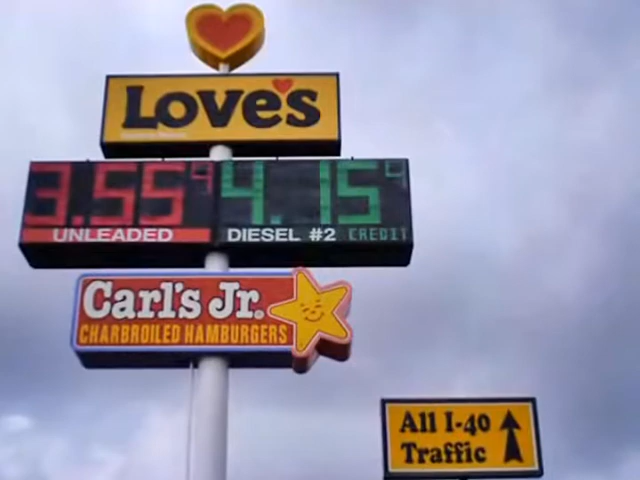 Love's
3.55 9 4.15 9
UNLEADED DIESEL #2 CREDIT
Carl's Jr.
CHARBROILED HAMBURGERS
All I-40
Traffic